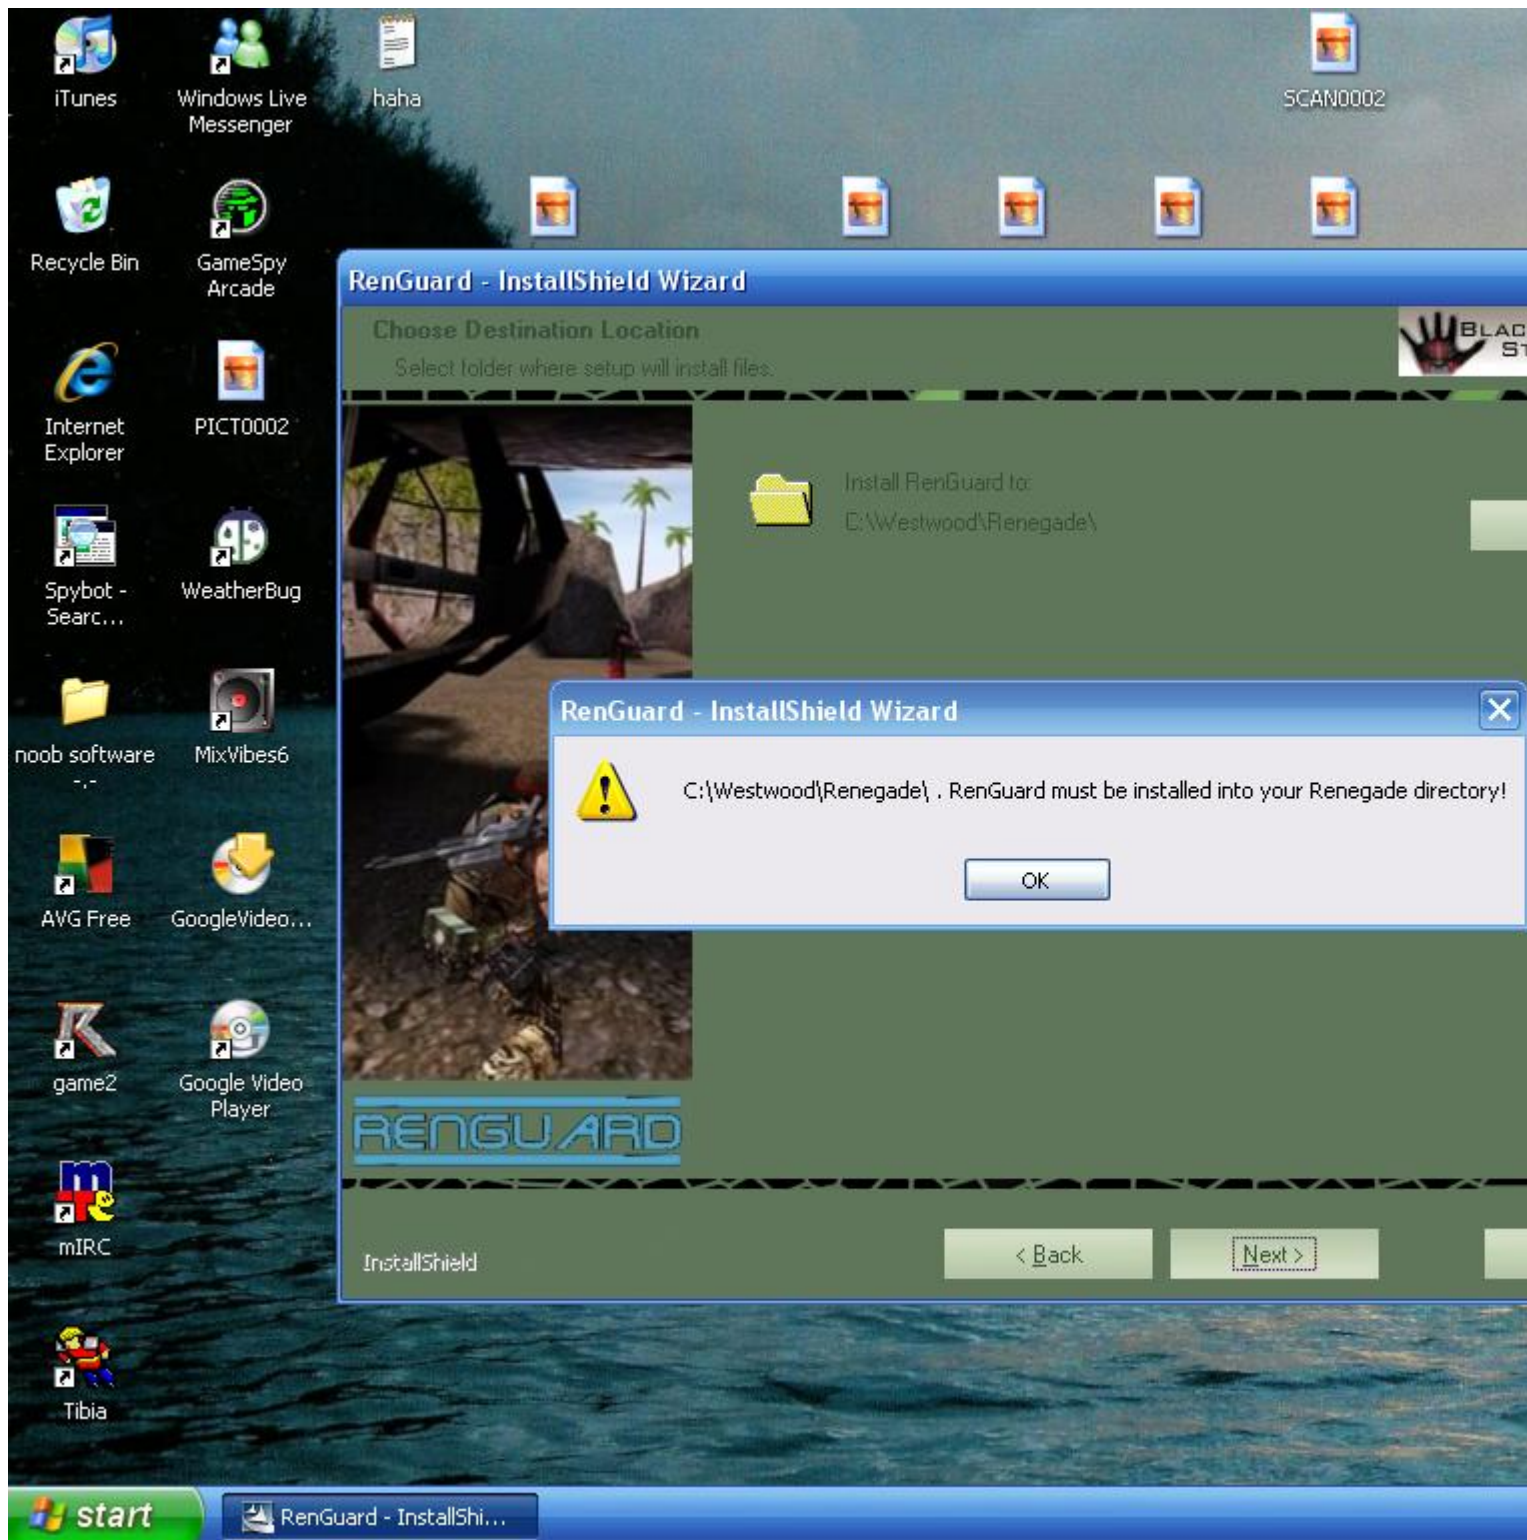 iTunes
Windows Live
Messenger
haha
SCAN0002
Recycle Bin
GameSpy
Arcade
Internet
Explorer
PICT0002
Spybot -
Searc...
WeatherBug
noob software
-.-
MixVibes6
AVG Free
GoogleVideo...
game2
Google Video
Player
mIRC
Tibia
RenGuard - InstallShield Wizard
Choose Destination Location
Select folder where setup will install files.
Install RenGuard to:
C:\Westwood\Renegade\
RenGuard - InstallShield Wizard
C:\Westwood\Renegade\ . RenGuard must be installed into your Renegade directory!
OK
RENGUARD
InstallShield
< Back
Next >
start
RenGuard - InstallShi...